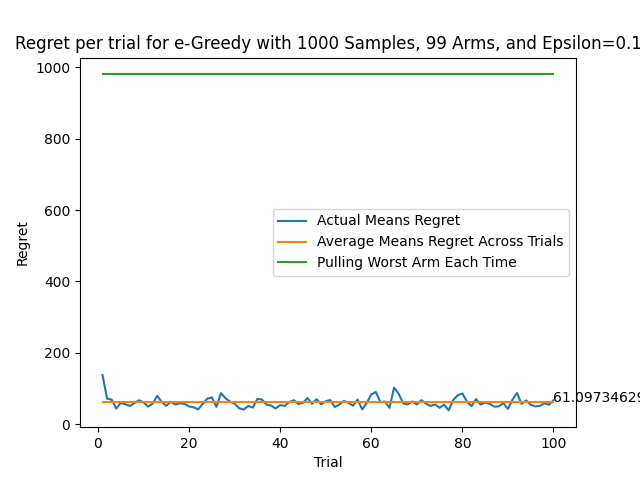 Regret per trial for e-Greedy with 1000 Samples, 99 Arms, and Epsilon=0.1
1000
800
600
400
200
0
Regret
Actual Means Regret
Average Means Regret Across Trials
Pulling Worst Arm Each Time
61.09734629
0 20 40 60 80 100
Trial